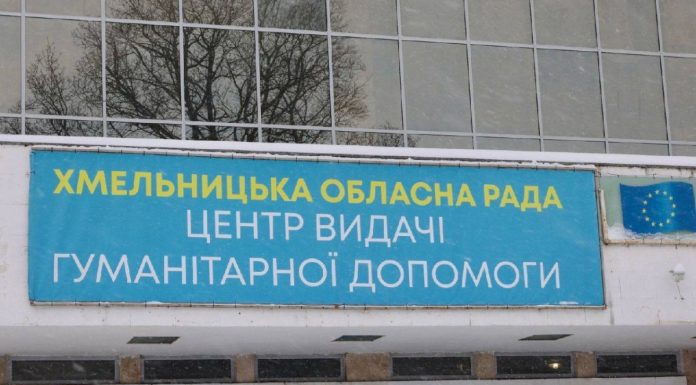 ХМЕЛЬНИЦЬКА ОБЛАСНА РАДА
ЦЕНТР ВИДАЧІ
ГУМАНІТАРНОЇ ДОПОМОГИ